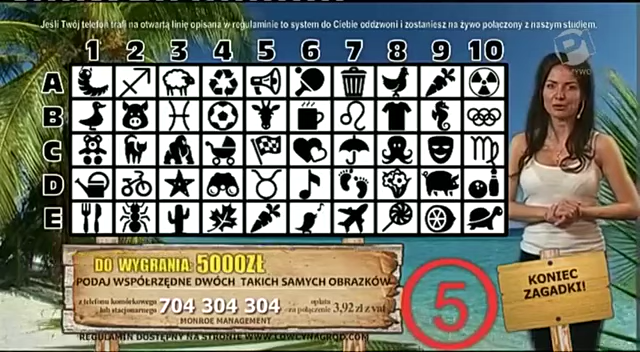 Jeśli Twój telefon trafi na otwartą linię opisaną w regulaminie to system do Ciebie oddzwoni i zostaniesz na żywo połączony z naszym studiem.
1 2 3 4 5 6 7 8 9 10
A
B
C
D
E
DO WYGRANIA: 5000ZŁ
PODAJ WSPÓŁRZĘDNE DWÓCH TAKICH SAMYCH OBRAZKÓW
z telefonu komórkowego
lub stacjonarnego 704 304 304 opłata
za połączenie 3,92 zł z vat
MONROE MANAGEMENT
REGULAMIN DOSTĘPNY NA STRONIE WWW.LOWCYNAGROD.COM
5
KONIEC
ZAGADKI!